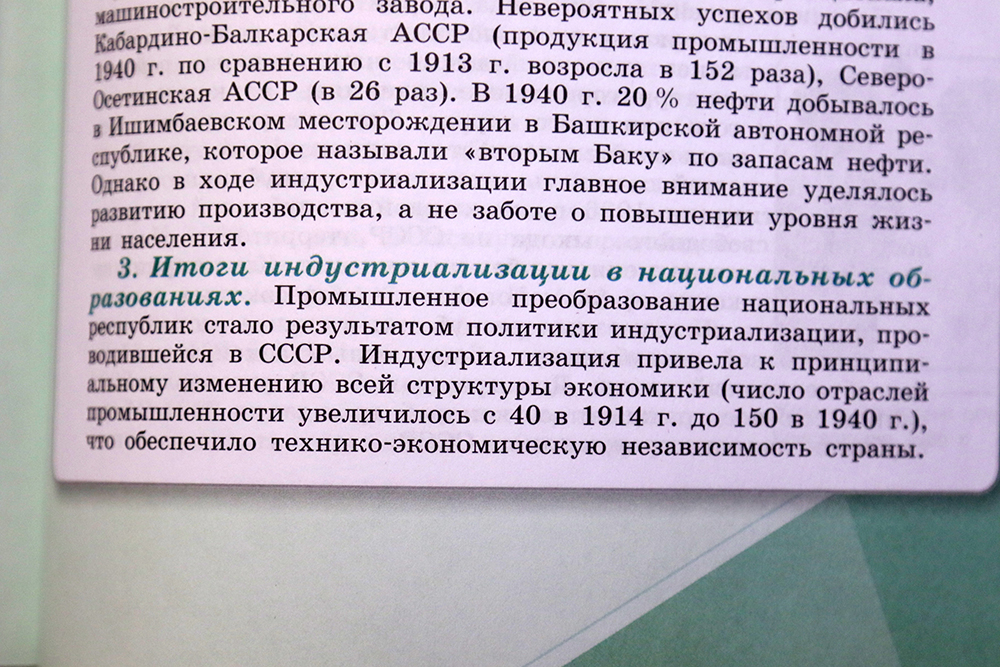 машиностроительного завода. Невероятных успехов добились
Кабардино-Балкарская АССР (продукция промышленности в
1940 г. по сравнению с 1913 г. возросла в 152 раза), Северо-
Осетинская АССР (в 26 раз). В 1940 г. 20 % нефти добывалось
в Ишимбаевском месторождении в Башкирской автономной ре-
спублике, которое называли «вторым Баку» по запасам нефти.
Однако в ходе индустриализации главное внимание уделялось
развитию производства, а не заботе о повышении уровня жиз-
ни населения.
3. Итоги индустриализации в национальных об-
разованиях. Промышленное преобразование национальных
республик стало результатом политики индустриализации, про-
водившейся в СССР. Индустриализация привела к принципи-
альному изменению всей структуры экономики (число отраслей
промышленности увеличилось с 40 в 1914 г. до 150 в 1940 г.),
что обеспечило технико-экономическую независимость страны.